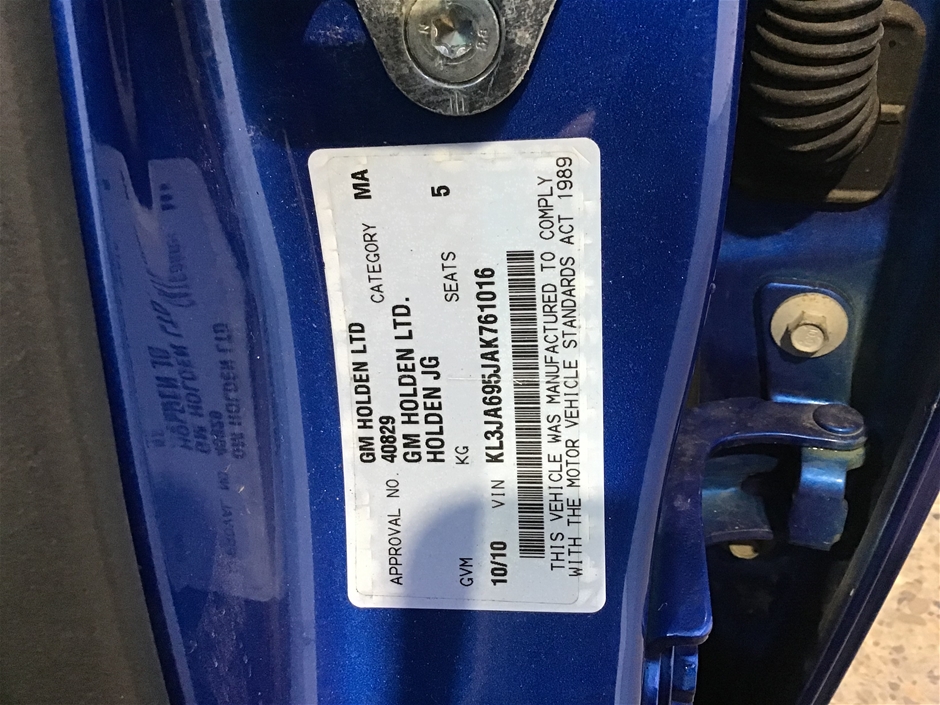 GM HOLDEN LTD
APPROVAL NO. 40829 CATEGORY MA
GM HOLDEN LTD.
HOLDEN JG
GVM KG SEATS 5
10/10 VIN KL3JA695JAK761016
THIS VEHICLE WAS MANUFACTURED TO COMPLY
WITH THE MOTOR VEHICLE STANDARDS ACT 1989